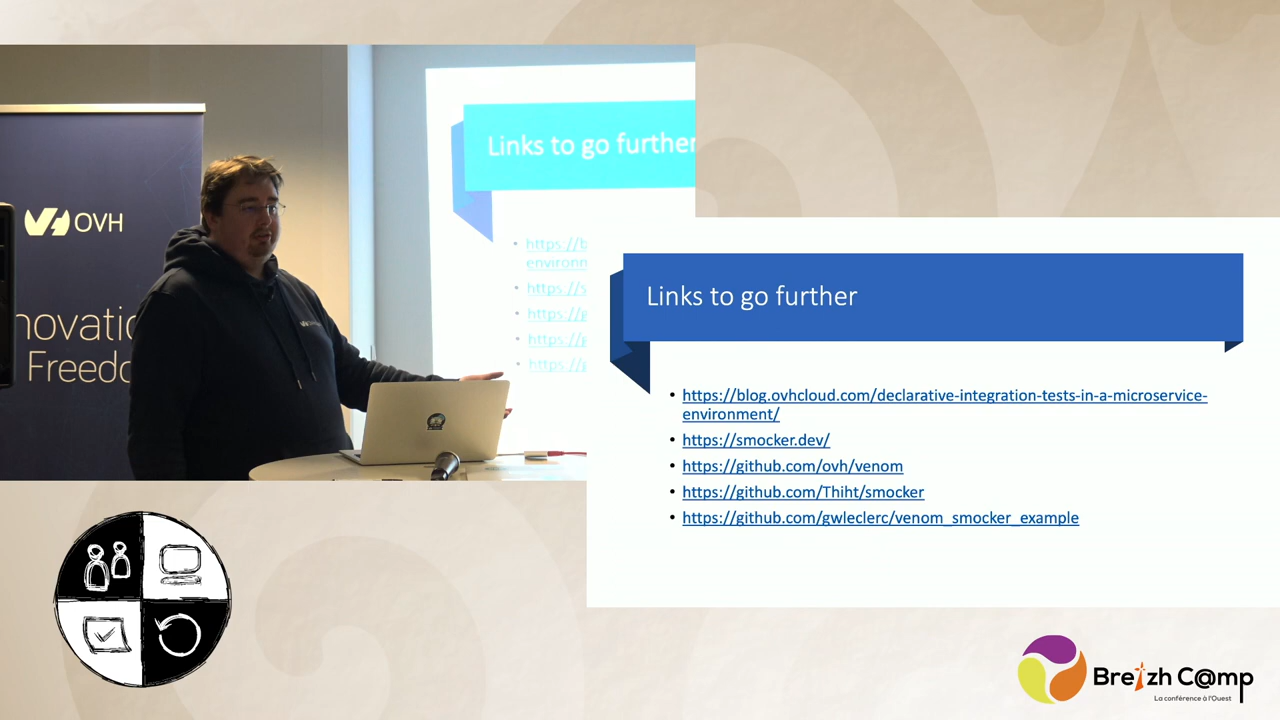 OVH
novatio
Freed
Links to go further
https://b
environn
https://s
https://g
https://g
https://g
Links to go further
• https://blog.ovhcloud.com/declarative-integration-tests-in-a-microservice-
environment/
• https://smocker.dev/
• https://github.com/ovh/venom
• https://github.com/Thiht/smocker
• https://github.com/gwleclerc/venom_smocker_example
Breizh C@mp
La conférence à l'Ouest